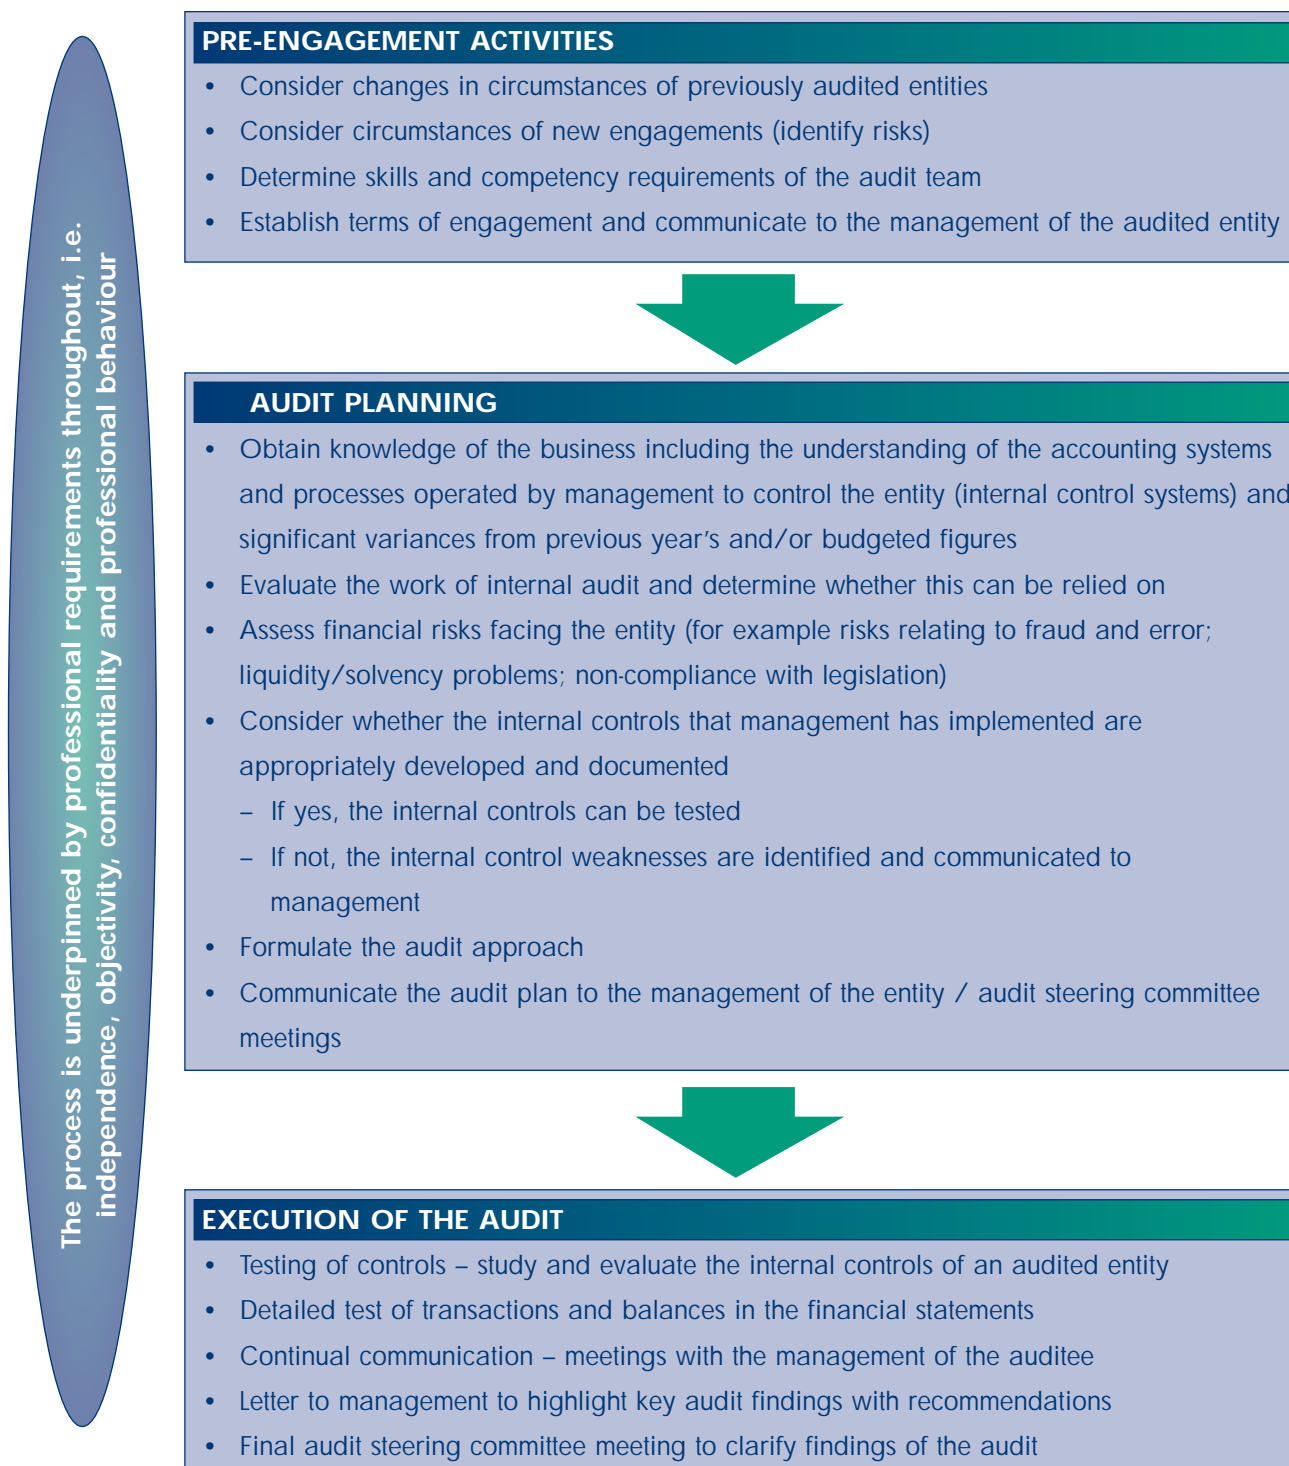 The process is underpinned by professional requirements throughout, i.e.
independence, objectivity, confidentiality and professional behaviour
PRE-ENGAGEMENT ACTIVITIES
• Consider changes in circumstances of previously audited entities
• Consider circumstances of new engagements (identify risks)
• Determine skills and competency requirements of the audit team
• Establish terms of engagement and communicate to the management of the audited entity
AUDIT PLANNING
• Obtain knowledge of the business including the understanding of the accounting systems
and processes operated by management to control the entity (internal control systems) and
significant variances from previous year's and/or budgeted figures
• Evaluate the work of internal audit and determine whether this can be relied on
• Assess financial risks facing the entity (for example risks relating to fraud and error;
liquidity/solvency problems; non-compliance with legislation)
• Consider whether the internal controls that management has implemented are
appropriately developed and documented
– If yes, the internal controls can be tested
– If not, the internal control weaknesses are identified and communicated to
management
• Formulate the audit approach
• Communicate the audit plan to the management of the entity / audit steering committee
meetings
EXECUTION OF THE AUDIT
• Testing of controls – study and evaluate the internal controls of an audited entity
• Detailed test of transactions and balances in the financial statements
• Continual communication – meetings with the management of the auditee
• Letter to management to highlight key audit findings with recommendations
• Final audit steering committee meeting to clarify findings of the audit